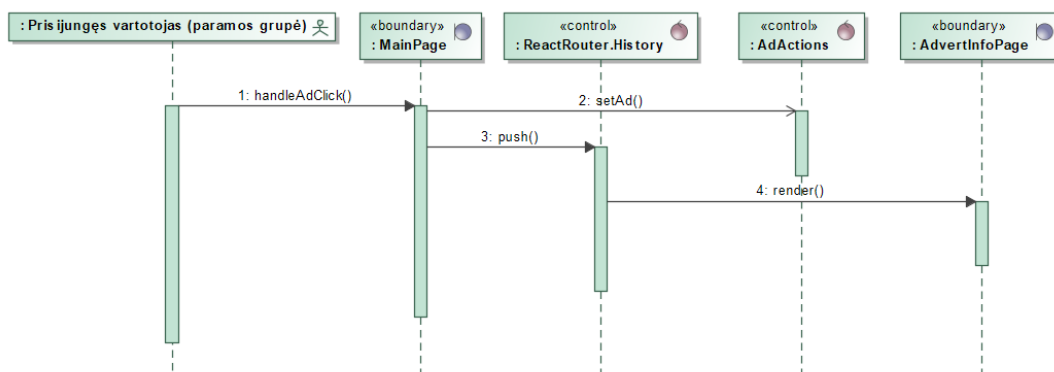 : Prisijungęs vartotojas (paramos grupė)
«boundary»
: MainPage
«control»
: ReactRouter.History
«control»
: AdActions
«boundary»
: AdvertInfoPage
1: handleAdClick()
2: setAd()
3: push()
4: render()